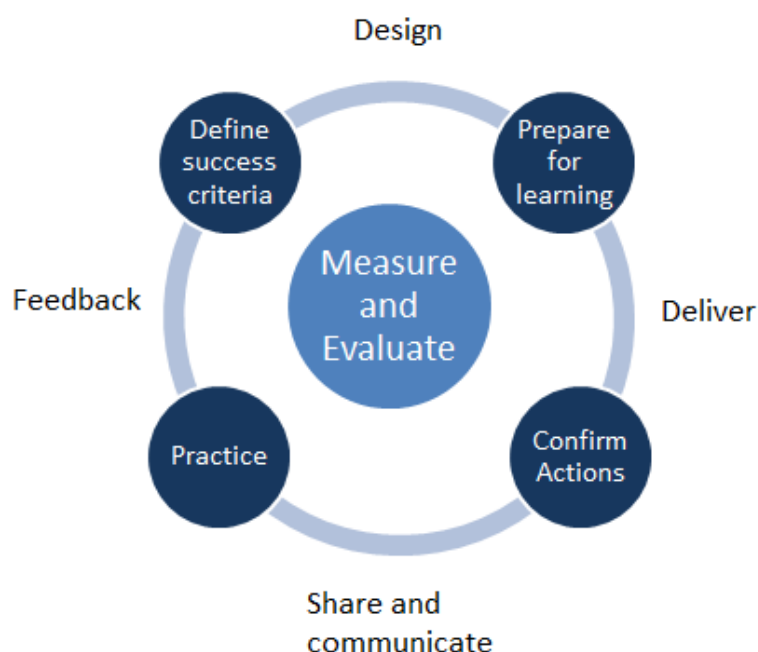 Design
Define
success
criteria
Prepare
for
learning
Measure
and
Evaluate
Feedback
Deliver
Practice
Confirm
Actions
Share and
communicate